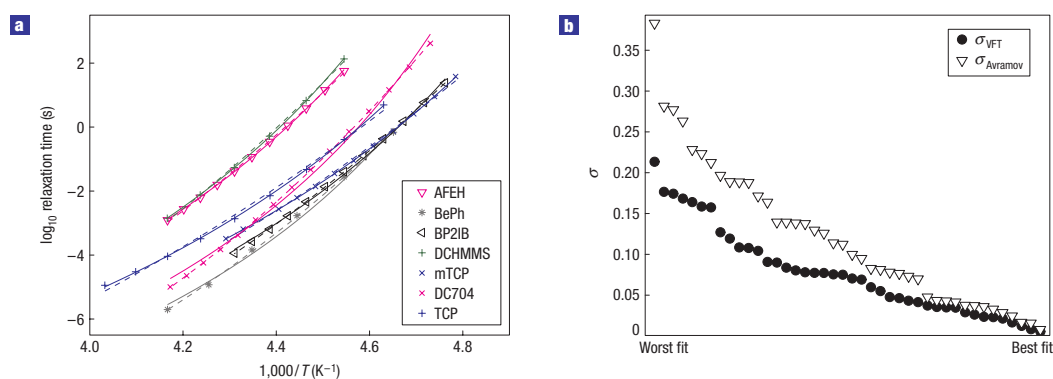 a
log10 relaxation time (s)
2
0
−2
−4
−6
4.0
4.2
4.4
4.6
4.8
1,000/T (K−1)
AFEH
BePh
BP2IB
DCHMMS
mTCP
DC704
TCP
b
σ
0.35
0.30
0.25
0.20
0.15
0.10
0.05
0
Worst fit
Best fit
σVFT
σAvramov